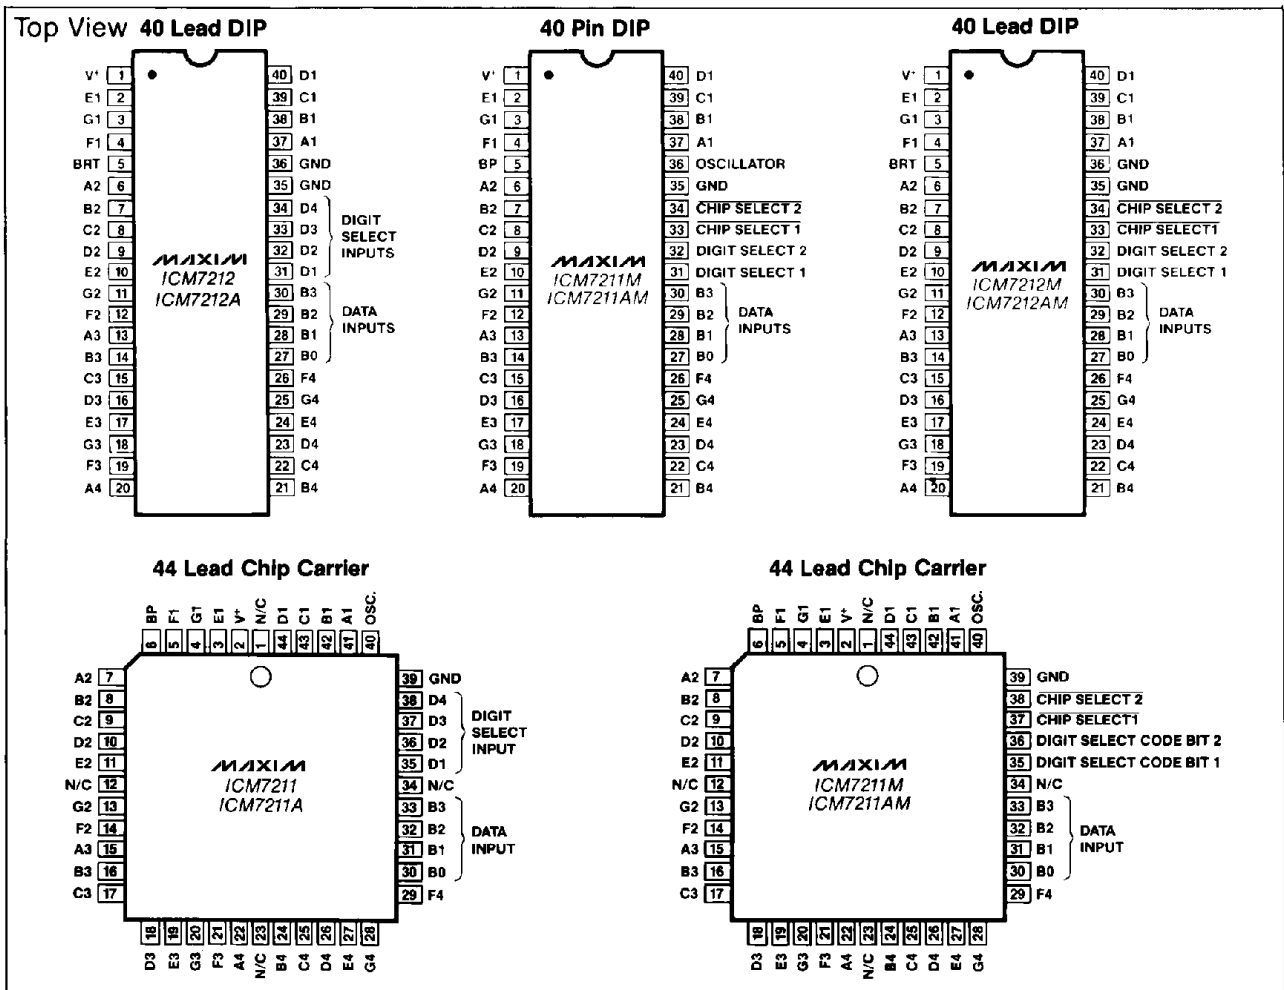 Top View
40 Lead DIP
V+ 1
E1 2
G1 3
F1 4
BRT 5
A2 6
B2 7
C2 8
D2 9
E2 10
G2 11
F2 12
A3 13
B3 14
C3 15
D3 16
E3 17
G3 18
F3 19
A4 20
MAXIM
ICM7212
ICM7212A
40 D1
39 C1
38 B1
37 A1
36 GND
35 GND
34 D4
33 D3
32 D2
31 D1
DIGIT
SELECT
INPUTS
30 B3
29 B2
28 B1
27 B0
DATA
INPUTS
26 F4
25 G4
24 E4
23 D4
22 C4
21 B4
40 Pin DIP
V+ 1
E1 2
G1 3
F1 4
BP 5
A2 6
B2 7
C2 8
D2 9
E2 10
G2 11
F2 12
A3 13
B3 14
C3 15
D3 16
E3 17
G3 18
F3 19
A4 20
MAXIM
ICM7211M
ICM7211AM
40 D1
39 C1
38 B1
37 A1
36 OSCILLATOR
35 GND
34 CHIP SELECT 2
33 CHIP SELECT 1
32 DIGIT SELECT 2
31 DIGIT SELECT 1
30 B3
29 B2
28 B1
27 B0
DATA
INPUTS
26 F4
25 G4
24 E4
23 D4
22 C4
21 B4
40 Lead DIP
V+ 1
E1 2
G1 3
F1 4
BRT 5
A2 6
B2 7
C2 8
D2 9
E2 10
G2 11
F2 12
A3 13
B3 14
C3 15
D3 16
E3 17
G3 18
F3 19
A4 20
MAXIM
ICM7212M
ICM7212AM
40 D1
39 C1
38 B1
37 A1
36 GND
35 GND
34 CHIP SELECT 2
33 CHIP SELECT1
32 DIGIT SELECT 2
31 DIGIT SELECT 1
30 B3
29 B2
28 B1
27 B0
DATA
INPUTS
26 F4
25 G4
24 E4
23 D4
22 C4
21 B4
44 Lead Chip Carrier
BP F1 G1 E1 V+ N/C D1 C1 B1 A1 OSC.
6 5 4 3 2 1 44 43 42 41 40
A2 7
B2 8
C2 9
D2 10
E2 11
N/C 12
G2 13
F2 14
A3 15
B3 16
C3 17
MAXIM
ICM7211
ICM7211A
39 GND
38 D4
37 D3
36 D2
35 D1
DIGIT
SELECT
INPUT
34 N/C
33 B3
32 B2
31 B1
30 B0
DATA
INPUT
29 F4
18 19 20 21 22 23 24 25 26 27 28
D3 E3 G3 F3 A4 N/C B4 C4 D4 E4 G4
44 Lead Chip Carrier
BP F1 G1 E1 V+ N/C D1 C1 B1 A1 OSC.
6 5 4 3 2 1 44 43 42 41 40
A2 7
B2 8
C2 9
D2 10
E2 11
N/C 12
G2 13
F2 14
A3 15
B3 16
C3 17
MAXIM
ICM7211M
ICM7211AM
39 GND
38 CHIP SELECT 2
37 CHIP SELECT1
36 DIGIT SELECT CODE BIT 2
35 DIGIT SELECT CODE BIT 1
34 N/C
33 B3
32 B2
31 B1
30 B0
DATA
INPUT
29 F4
18 19 20 21 22 23 24 25 26 27 28
D3 E3 G3 F3 A4 N/C B4 C4 D4 E4 G4